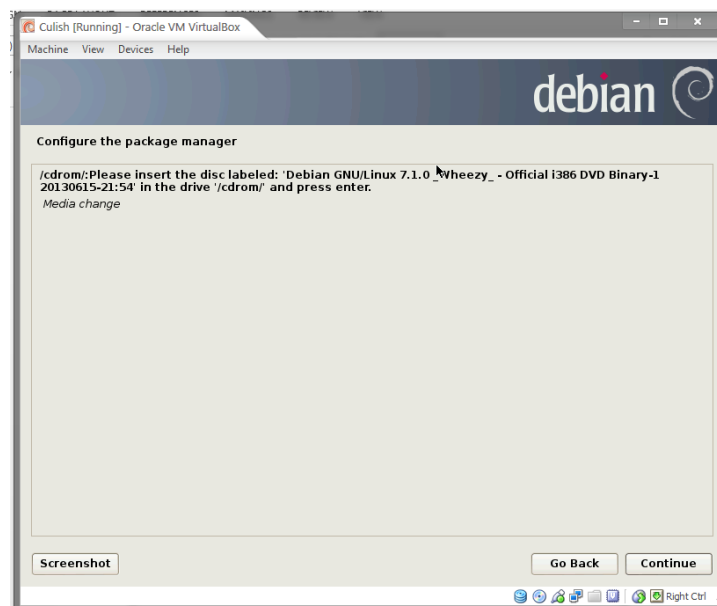 Culish [Running] - Oracle VM VirtualBox
Machine View Devices Help
debian
Configure the package manager
/cdrom/:Please insert the disc labeled: 'Debian GNU/Linux 7.1.0 _Wheezy_ - Official i386 DVD Binary-1
20130615-21:54' in the drive '/cdrom/' and press enter.
Media change
Screenshot Go Back Continue
Right Ctrl